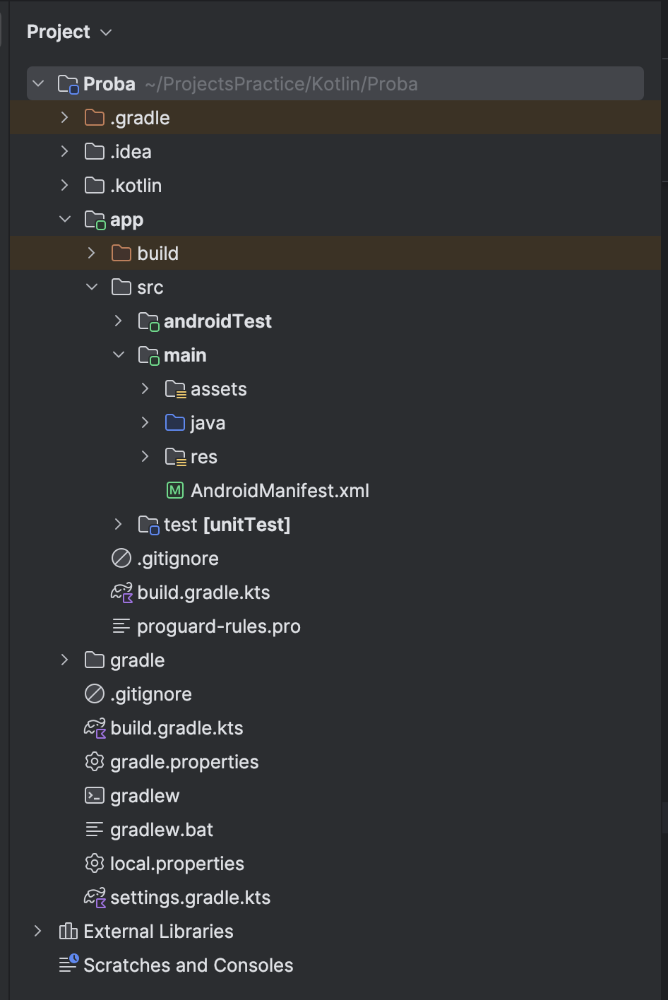 Project
Proba ~/ProjectsPractice/Kotlin/Proba
.gradle
.idea
.kotlin
app
build
src
androidTest
main
assets
java
res
M AndroidManifest.xml
test [unitTest]
.gitignore
build.gradle.kts
proguard-rules.pro
gradle
.gitignore
build.gradle.kts
gradle.properties
gradlew
gradlew.bat
local.properties
settings.gradle.kts
External Libraries
Scratches and Consoles